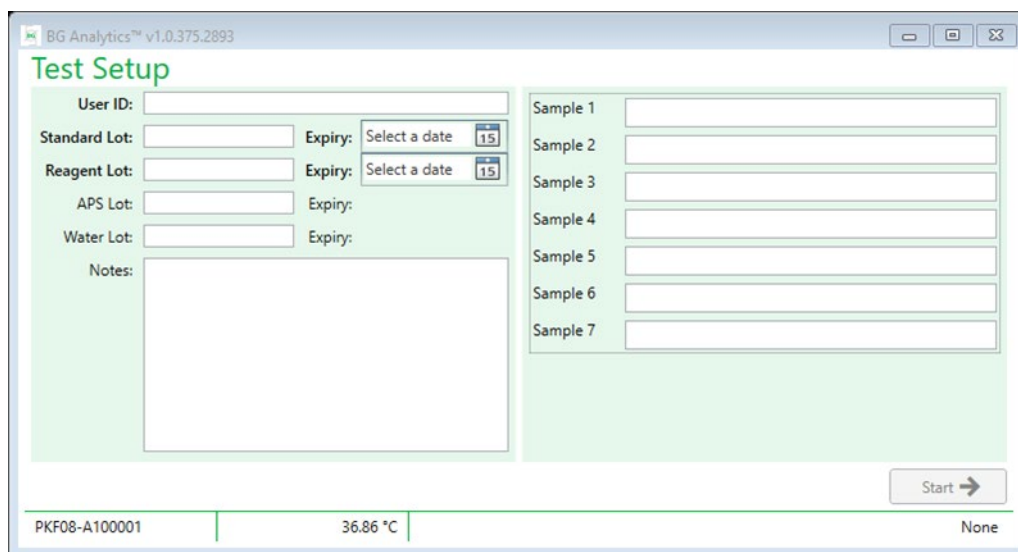 BG Analytics™ v1.0.375.2893
Test Setup
User ID:
Standard Lot: Expiry: Select a date 15
Reagent Lot: Expiry: Select a date 15
APS Lot: Expiry:
Water Lot: Expiry:
Notes:
Sample 1
Sample 2
Sample 3
Sample 4
Sample 5
Sample 6
Sample 7
Start
PKF08-A100001 36.86 °C None